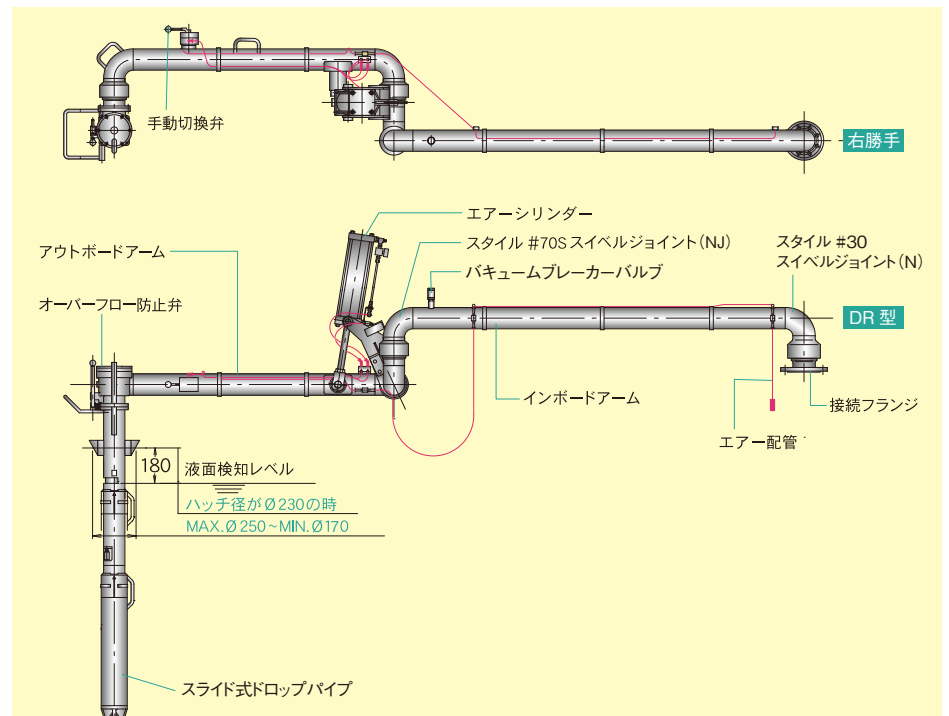 手動切換弁
右勝手
エアーシリンダー
スタイル #70S スイベルジョイント(NJ)
バキュームブレーカーバルブ
スタイル #30
スイベルジョイント(N)
DR 型
アウトボードアーム
オーバーフロー防止弁
インボードアーム
接続フランジ
エアー配管
180
液面検知レベル
ハッチ径がØ230の時
MAX.Ø250~MIN.Ø170
スライド式ドロップパイプ